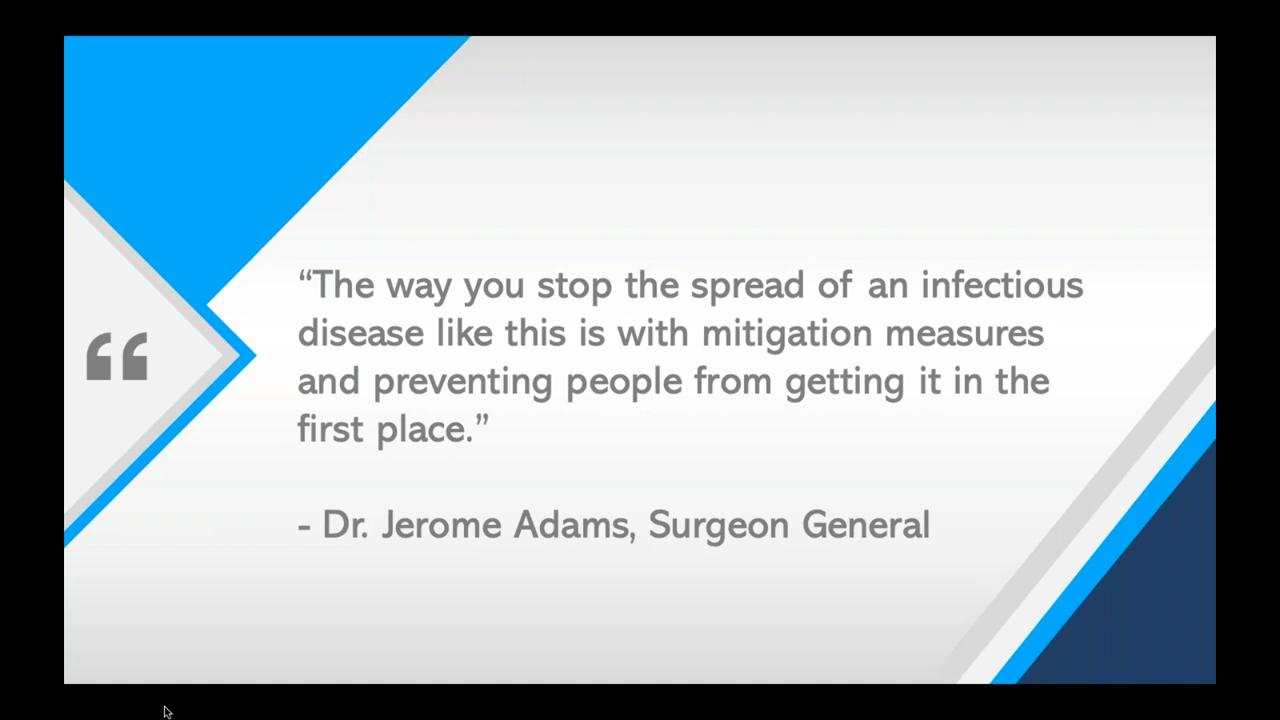 “The way you stop the spread of an infectious
disease like this is with mitigation measures
and preventing people from getting it in the
first place.”
- Dr. Jerome Adams, Surgeon General